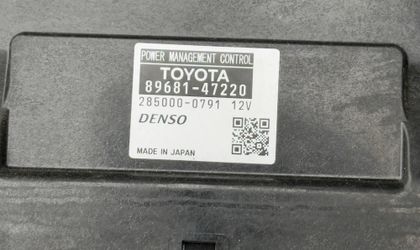 POWER MANAGEMENT CONTROL
TOYOTA
89681-47220
285000-0791 12V
DENSO
MADE IN JAPAN